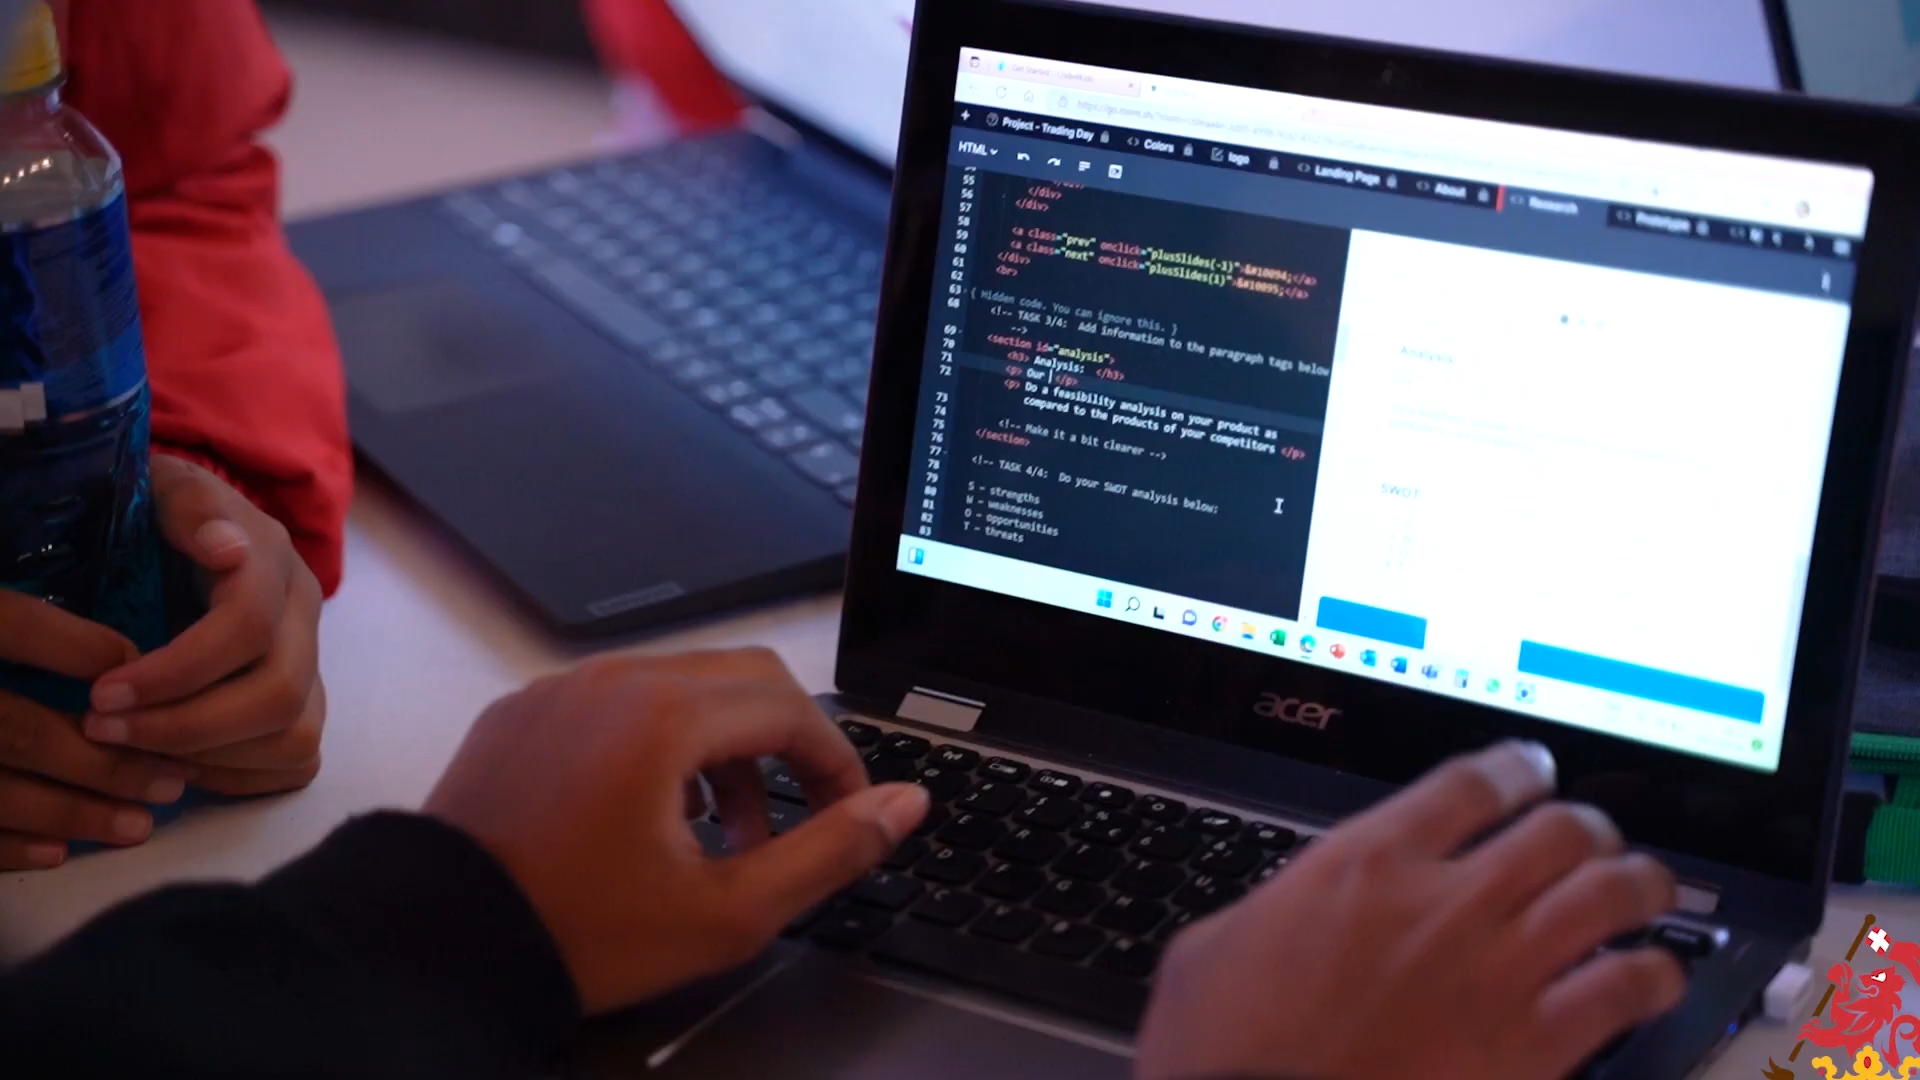 Project - Trading Day
Colors
logo
Landing Page
About
Research
Prototype
HTML
55
56 </div>
57 </div>
58
59 <a class="prev" onclick="plusSlides(-1)">&#10094;</a>
60 <a class="next" onclick="plusSlides(1)">&#10095;</a>
61 </div>
62 <br>
63
68 { Hidden code. You can ignore this. }
<!-- TASK 3/4: Add information to the paragraph tags below
69 -->
70 <section id="analysis">
71 <h3> Analysis: </h3>
72 <p> Our </p>
<p> Do a feasibility analysis on your product as
73 compared to the products of your competitors </p>
74
75 <!-- Make it a bit clearer -->
76 </section>
77
78 <!-- TASK 4/4: Do your SWOT analysis below:
79
80 S - strengths
81 W - weaknesses
82 O - opportunities
83 T - threats
Analysis:
SWOT
acer